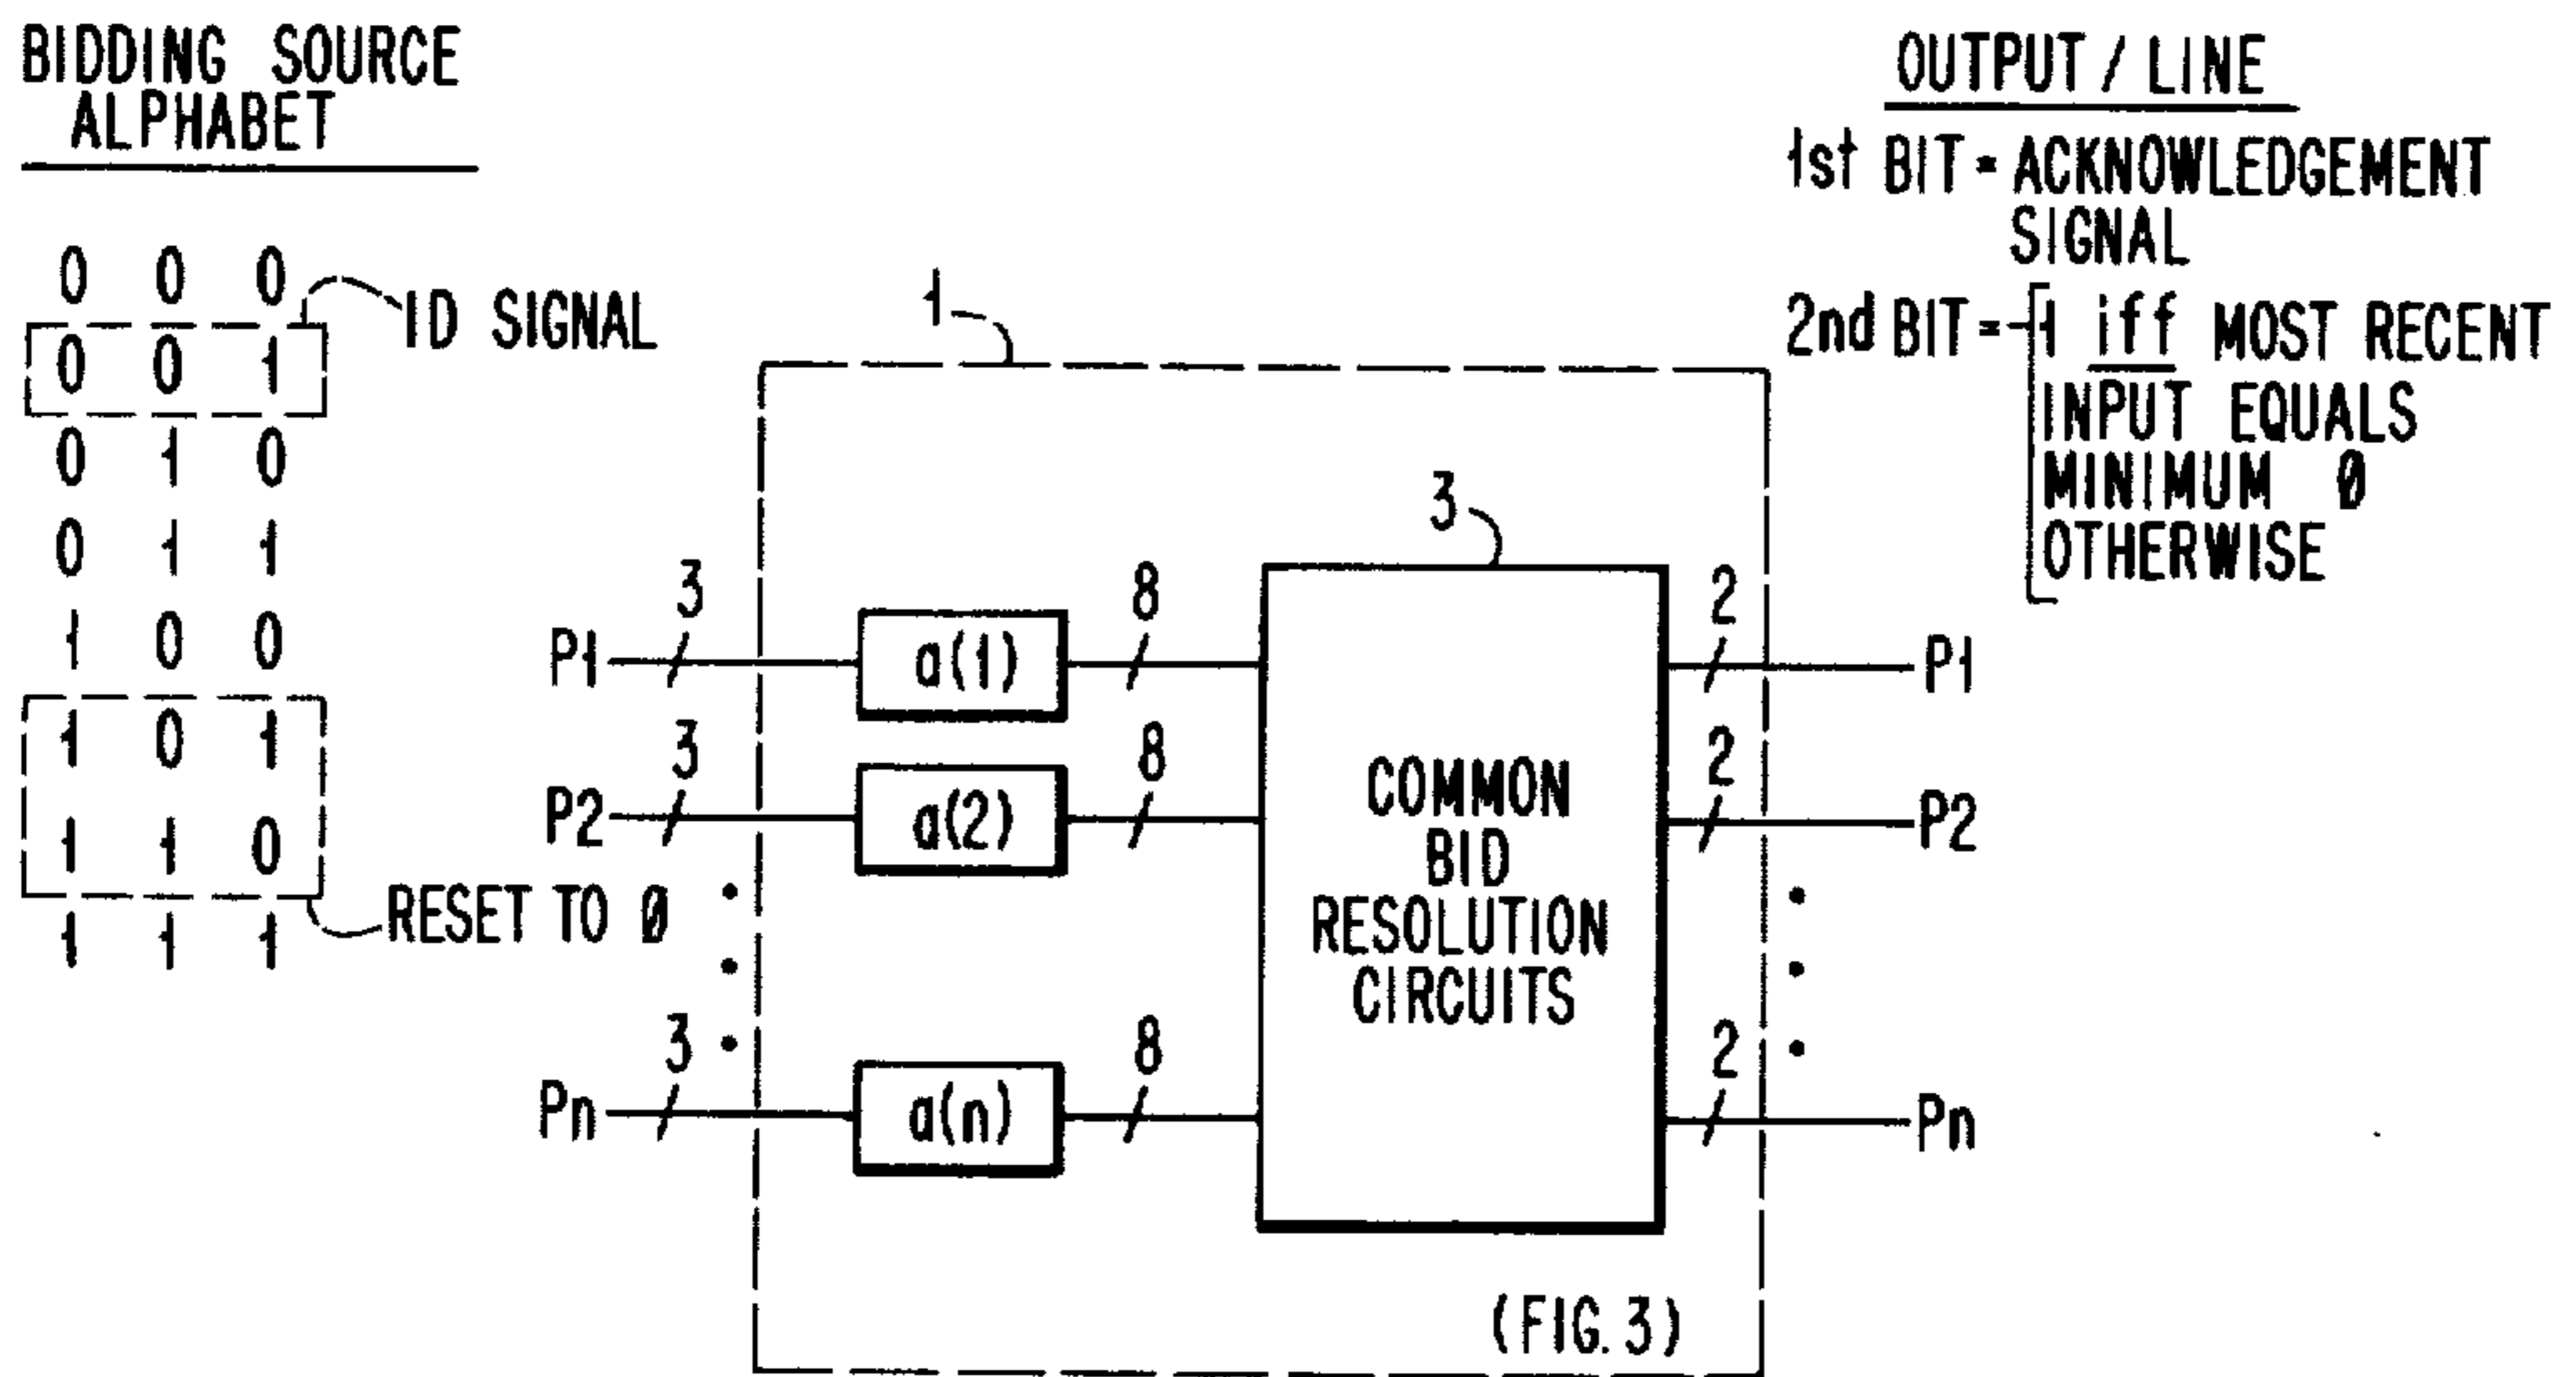 BIDDING SOURCE
ALPHABET
0 0 0
ID SIGNAL
0 0 1
0 1 0
0 1 1
1 0 0
1 0 1
1 1 0
RESET TO Ø
1 1 1
OUTPUT / LINE
1st BIT = ACKNOWLEDGEMENT
SIGNAL
2nd BIT = 1 iff MOST RECENT
INPUT EQUALS
MINIMUM Ø
OTHERWISE
1
3
P1 3 a(1) 8 2 P1
P2 3 a(2) 8 2 P2
Pn 3 a(n) 8 2 Pn
COMMON
BID
RESOLUTION
CIRCUITS
(FIG. 3)